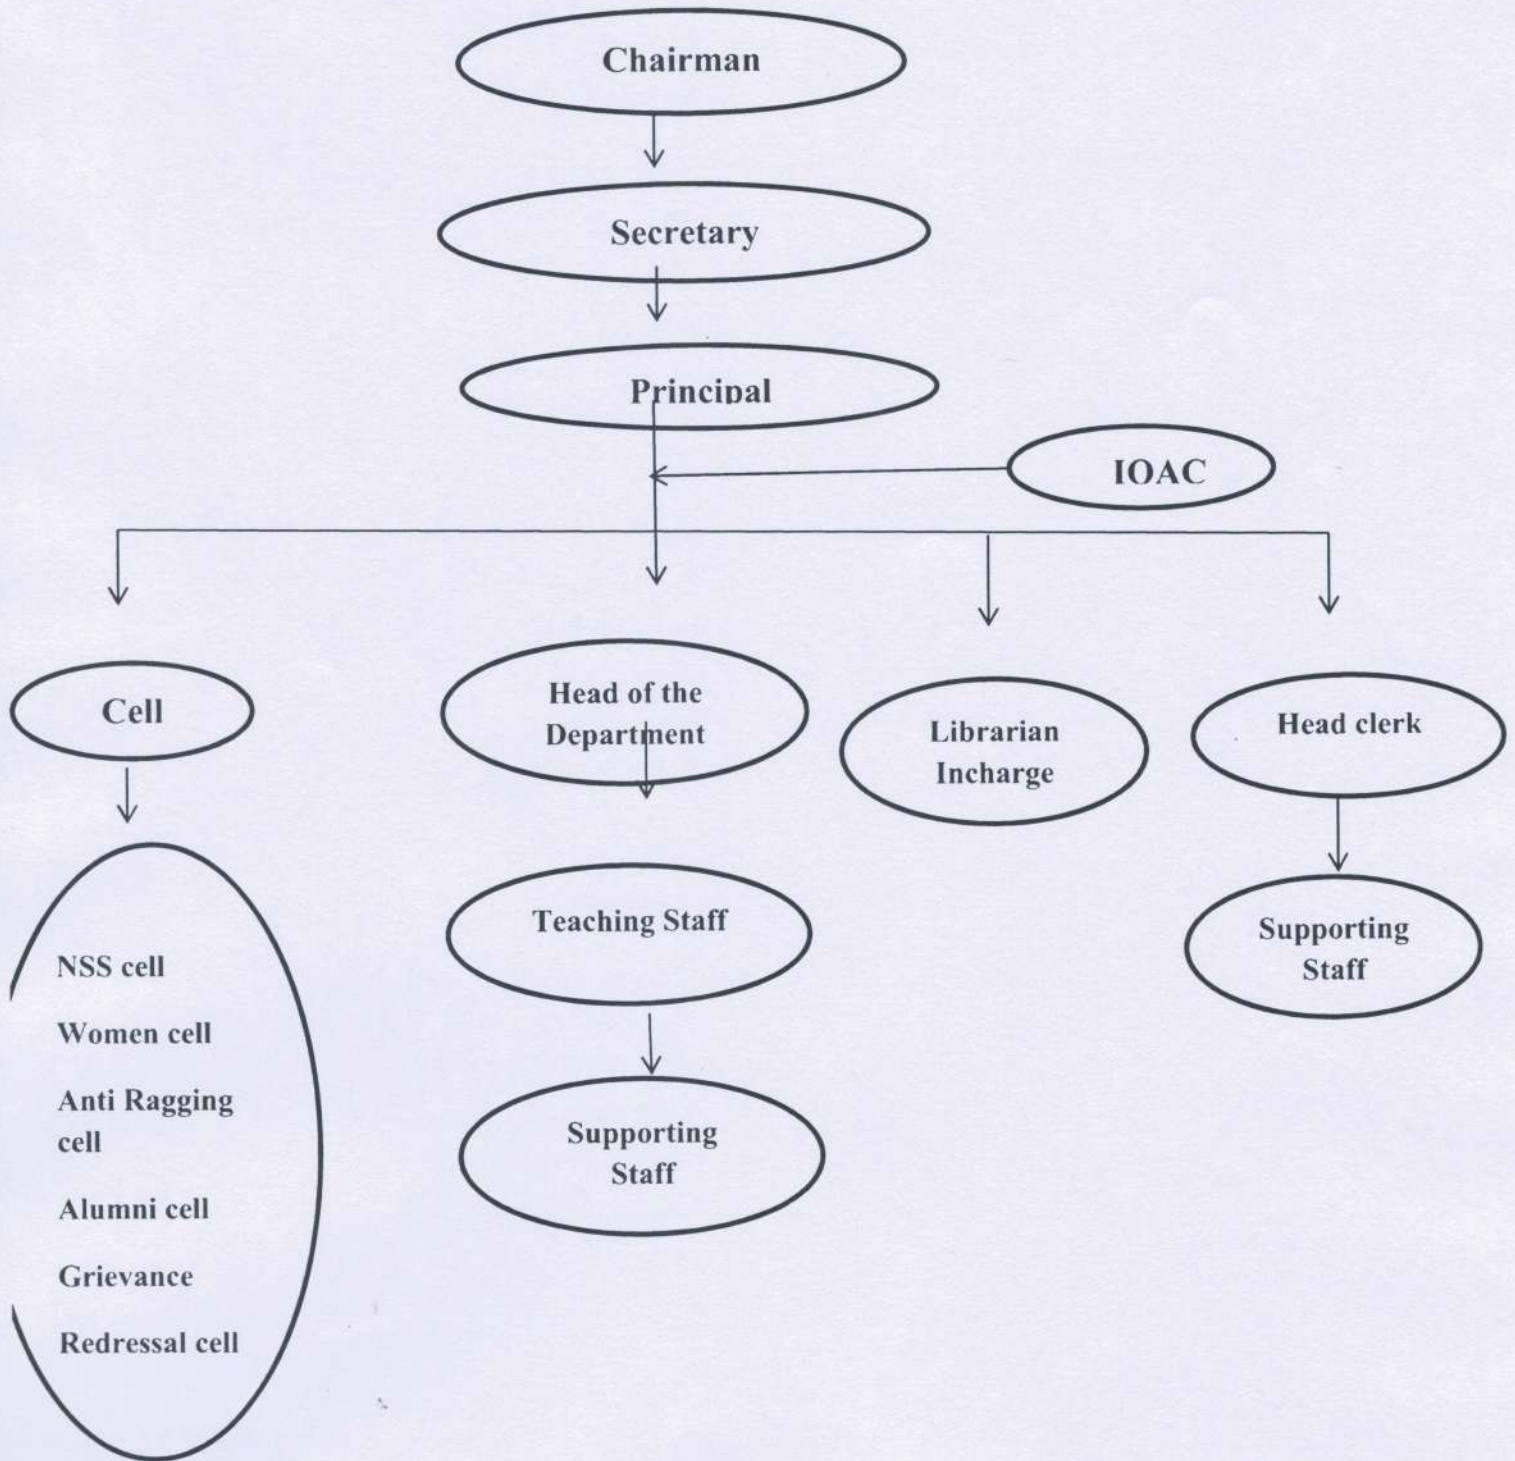 Chairman
Secretary
Principal
IOAC
Cell
Head of the
Department
Librarian
Incharge
Head clerk
NSS cell
Women cell
Anti Ragging
cell
Alumni cell
Grievance
Redressal cell
Teaching Staff
Supporting
Staff
Supporting
Staff